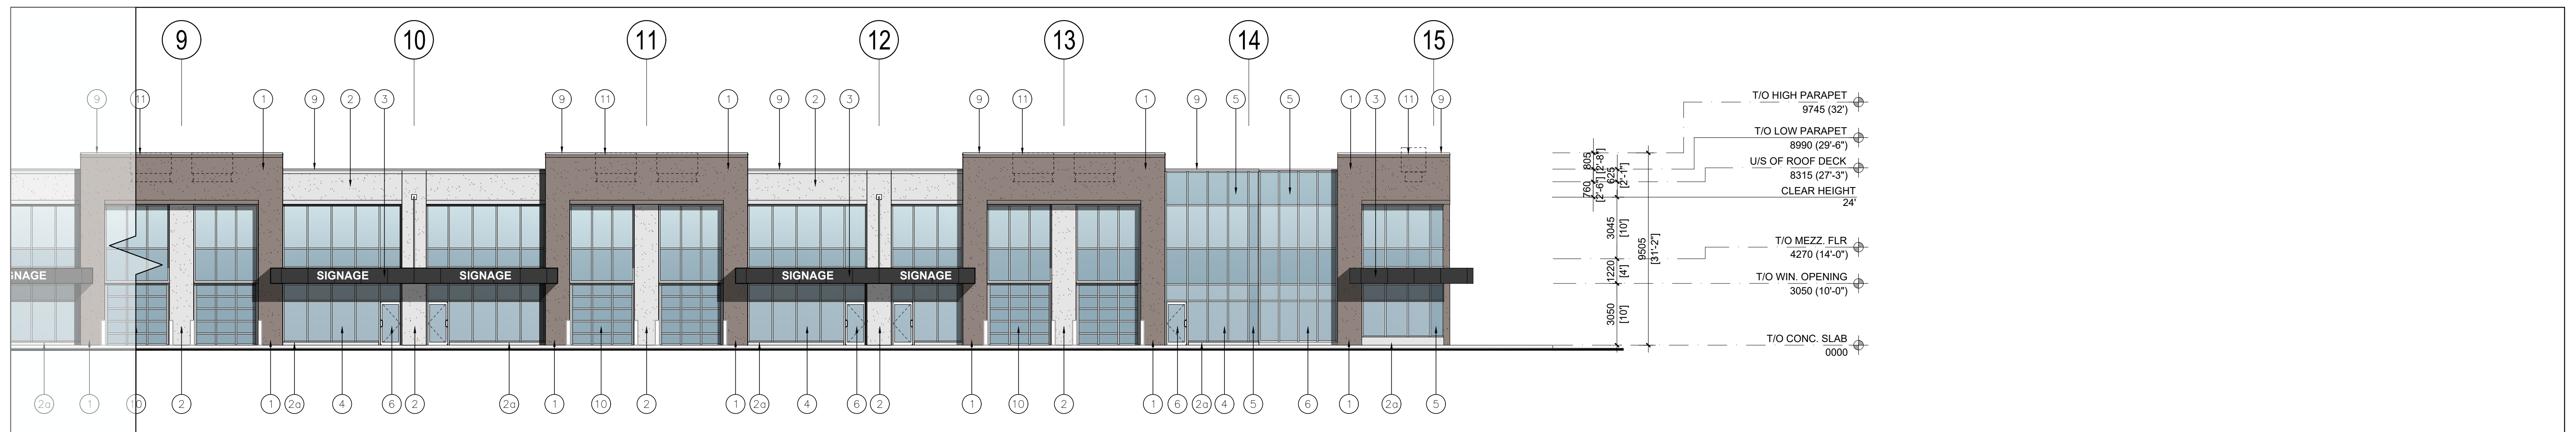 9 10 11 12 13 14 15
9 11 1 9 2 3 9 11 1 9 2 3 9 11 1 9 5 5 1 3 11 9
T/O HIGH PARAPET
9745 (32')
T/O LOW PARAPET
8990 (29'-6")
U/S OF ROOF DECK
8315 (27'-3")
CLEAR HEIGHT
24'
T/O MEZZ. FLR
4270 (14'-0")
T/O WIN. OPENING
3050 (10'-0")
T/O CONC. SLAB
0000
805
[2'-8"]
625
[2'-1"]
760
[2'-6"]
3045
[10']
1220
[4']
3050
[10']
9505
[31'-2"]
GNAGE SIGNAGE SIGNAGE SIGNAGE SIGNAGE
2a 1 10 2 1 2a 4 6 2 2a 1 10 2 1 2a 4 6 2 1 10 2 1 6 2a 4 5 6 1 2a 5